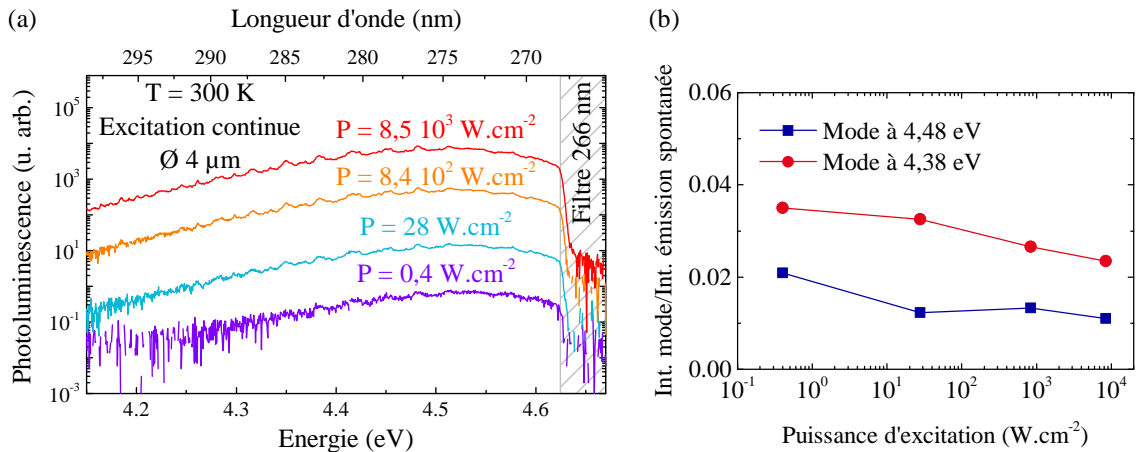 (a)
Longueur d'onde (nm)
295 290 285 280 275 270
T = 300 K
Excitation continue
Ø 4 µm
P = 8,5 10³ W.cm⁻²
P = 8,4 10² W.cm⁻²
P = 28 W.cm⁻²
P = 0,4 W.cm⁻²
Filtre 266 nm
Photoluminescence (u. arb.)
10⁵
10³
10¹
10⁻¹
10⁻³
4.2 4.3 4.4 4.5 4.6
Energie (eV)
(b)
Int. mode/Int. émission spontanée
0.06
0.04
0.02
0.00
Mode à 4,48 eV
Mode à 4,38 eV
10⁻¹ 10⁰ 10¹ 10² 10³ 10⁴
Puissance d'excitation (W.cm⁻²)